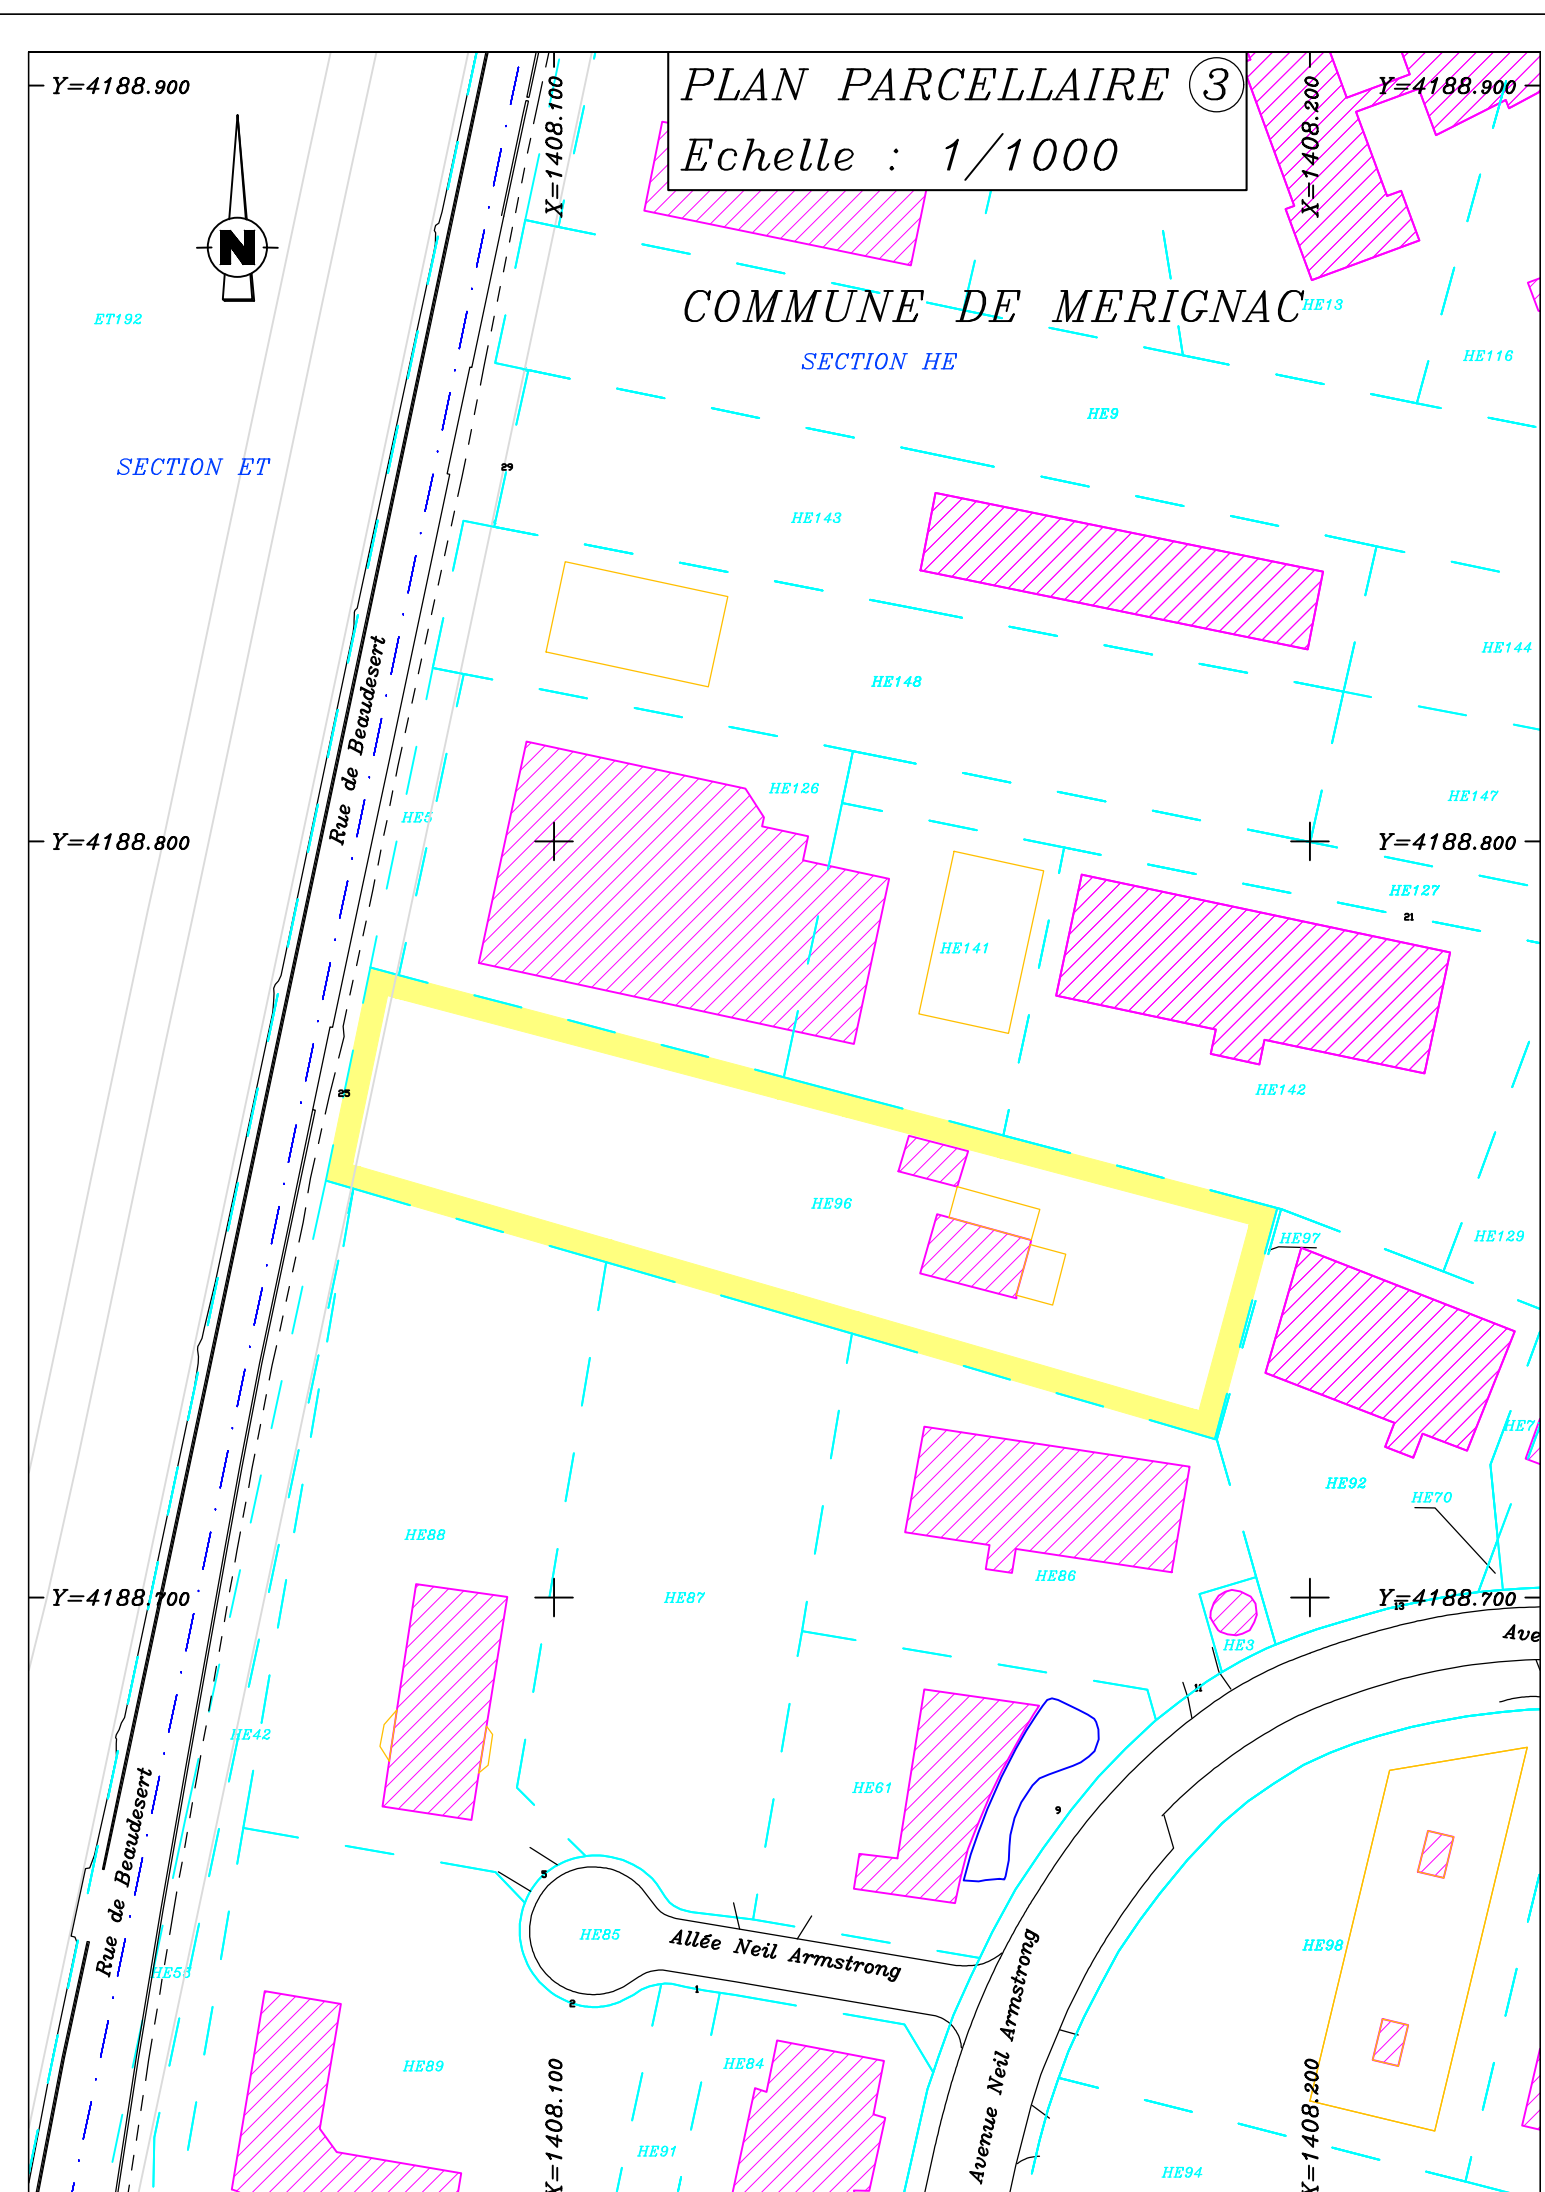 Y=4188.900
X=1408.100
PLAN PARCELLAIRE 3
Echelle : 1/1000
X=1408.200
Y=4188.900
N
ET192
COMMUNE DE MERIGNAC
HE13
SECTION HE
HE116
HE9
SECTION ET
29
HE143
HE144
Rue de Beaudesert
HE148
HE126
HE147
HE5
Y=4188.800
Y=4188.800
HE127
21
HE141
25
HE142
HE96
HE97
HE129
HE7
HE92
HE70
HE88
HE86
HE87
Y=4188.700
Y=4188.700
13
Ave
HE3
11
HE42
HE61
9
Rue de Beaudesert
5
HE85
Allée Neil Armstrong
HE98
1
2
Avenue Neil Armstrong
HE89
HE84
X=1408.100
X=1408.200
HE91
HE94